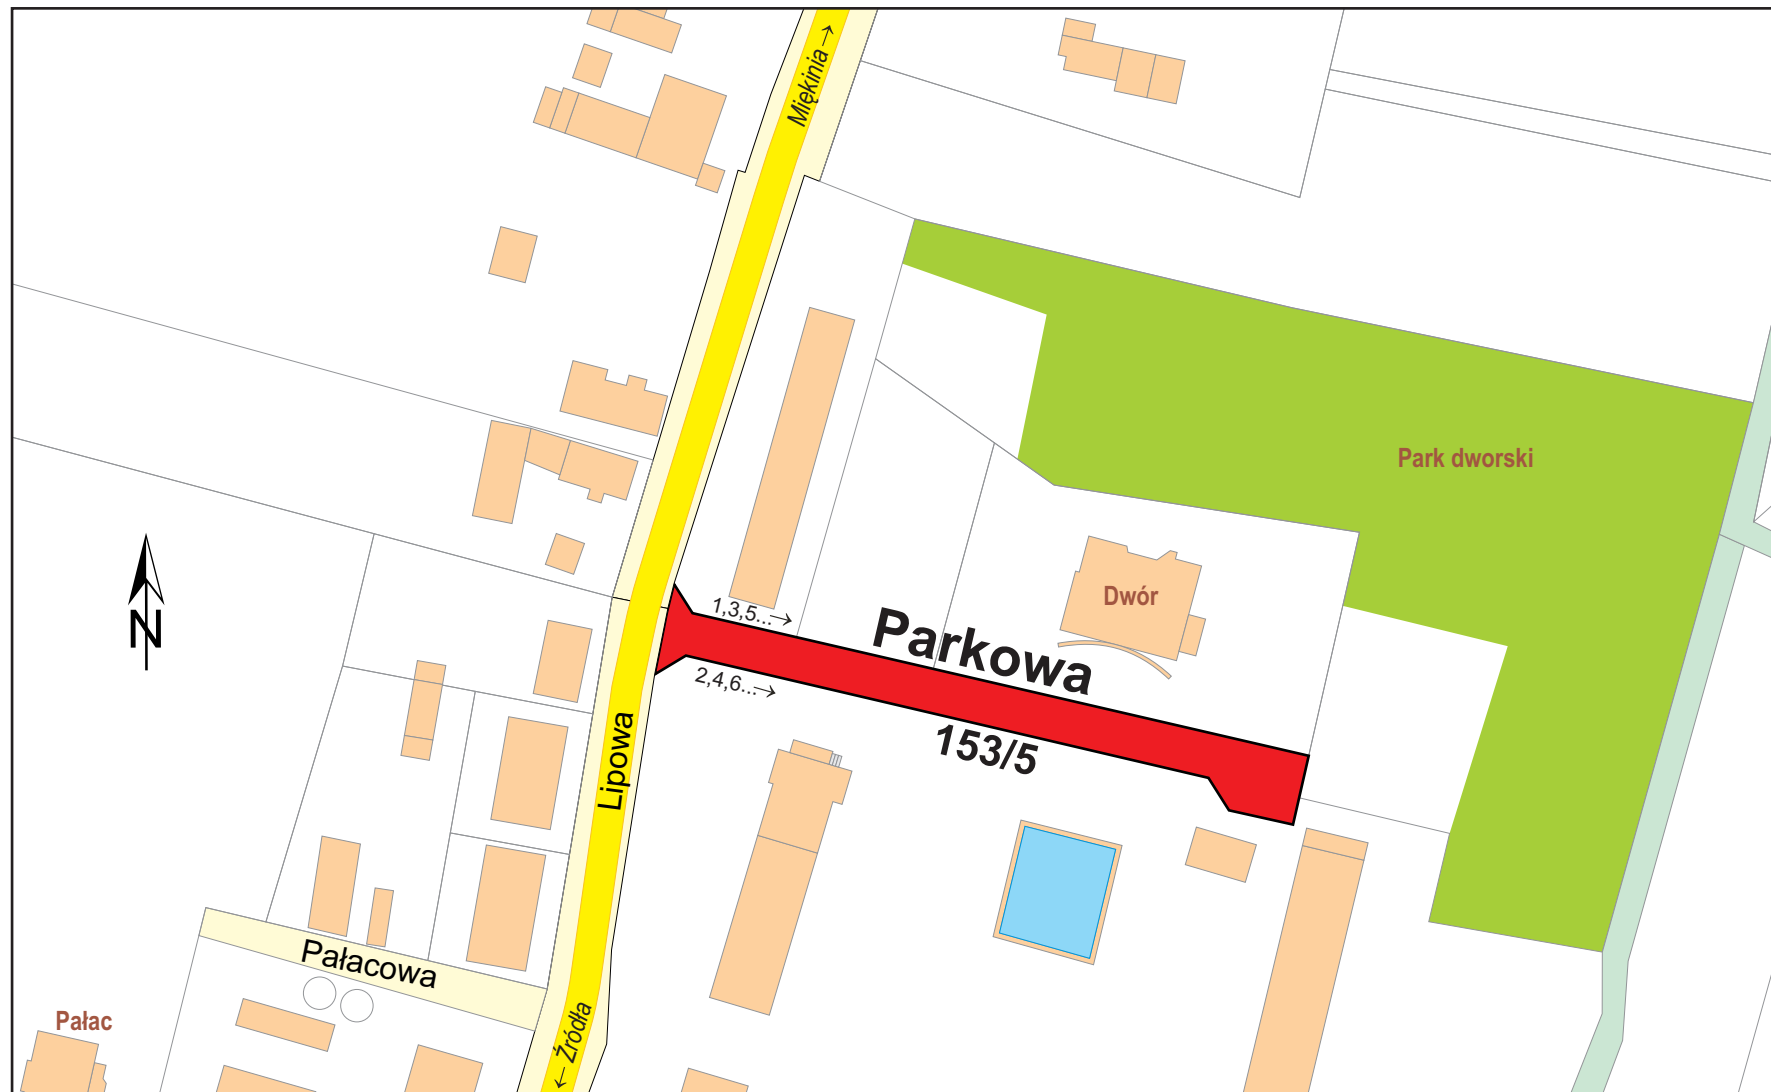 Miękinia →
Park dworski
Dwór
1,3,5...→
Parkowa
2,4,6...→
N
153/5
Lipowa
Pałacowa
Pałac
← Źródła